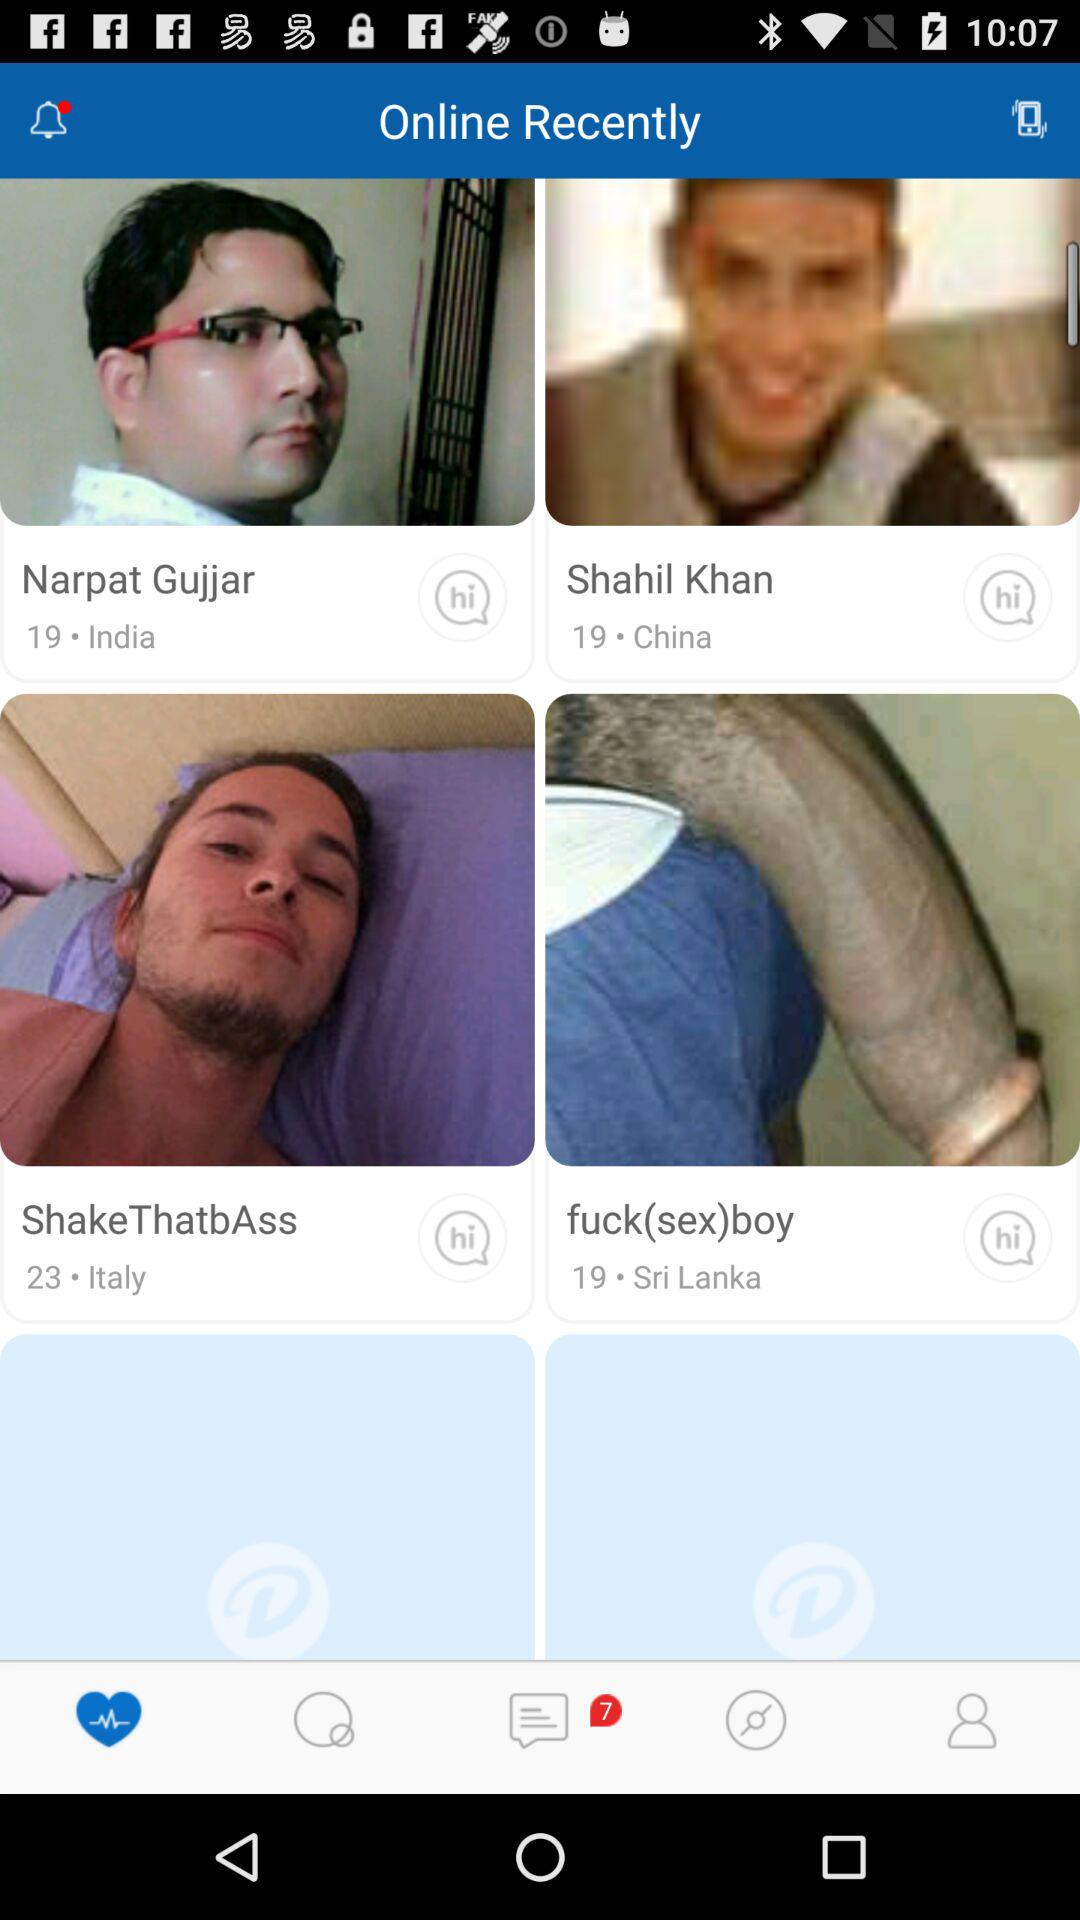 FAKE
10:07
Online Recently
Narpat Gujjar
hi
19 • India
Shahil Khan
hi
19 • China
ShakeThatbAss
hi
23 • Italy
fuck(sex)boy
hi
19 • Sri Lanka
7